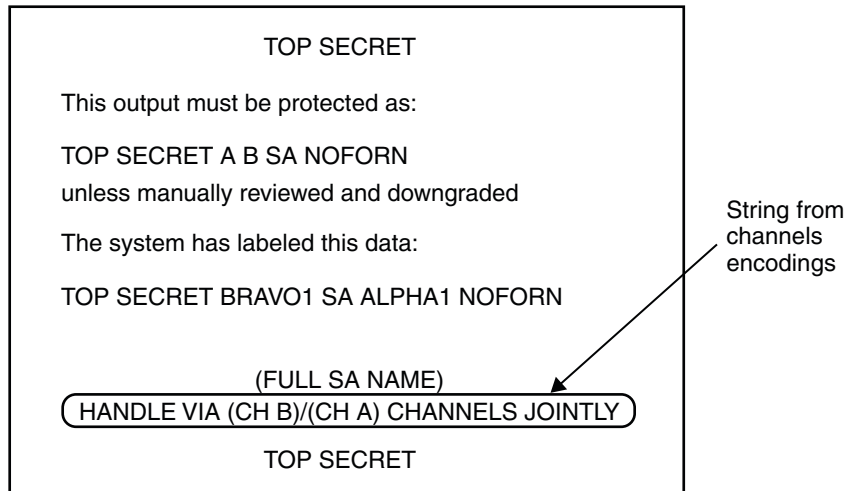 TOP SECRET
This output must be protected as:
TOP SECRET A B SA NOFORN
unless manually reviewed and downgraded
The system has labeled this data:
TOP SECRET BRAVO1 SA ALPHA1 NOFORN
(FULL SA NAME)
HANDLE VIA (CH B)/(CH A) CHANNELS JOINTLY
TOP SECRET
String from
channels
encodings